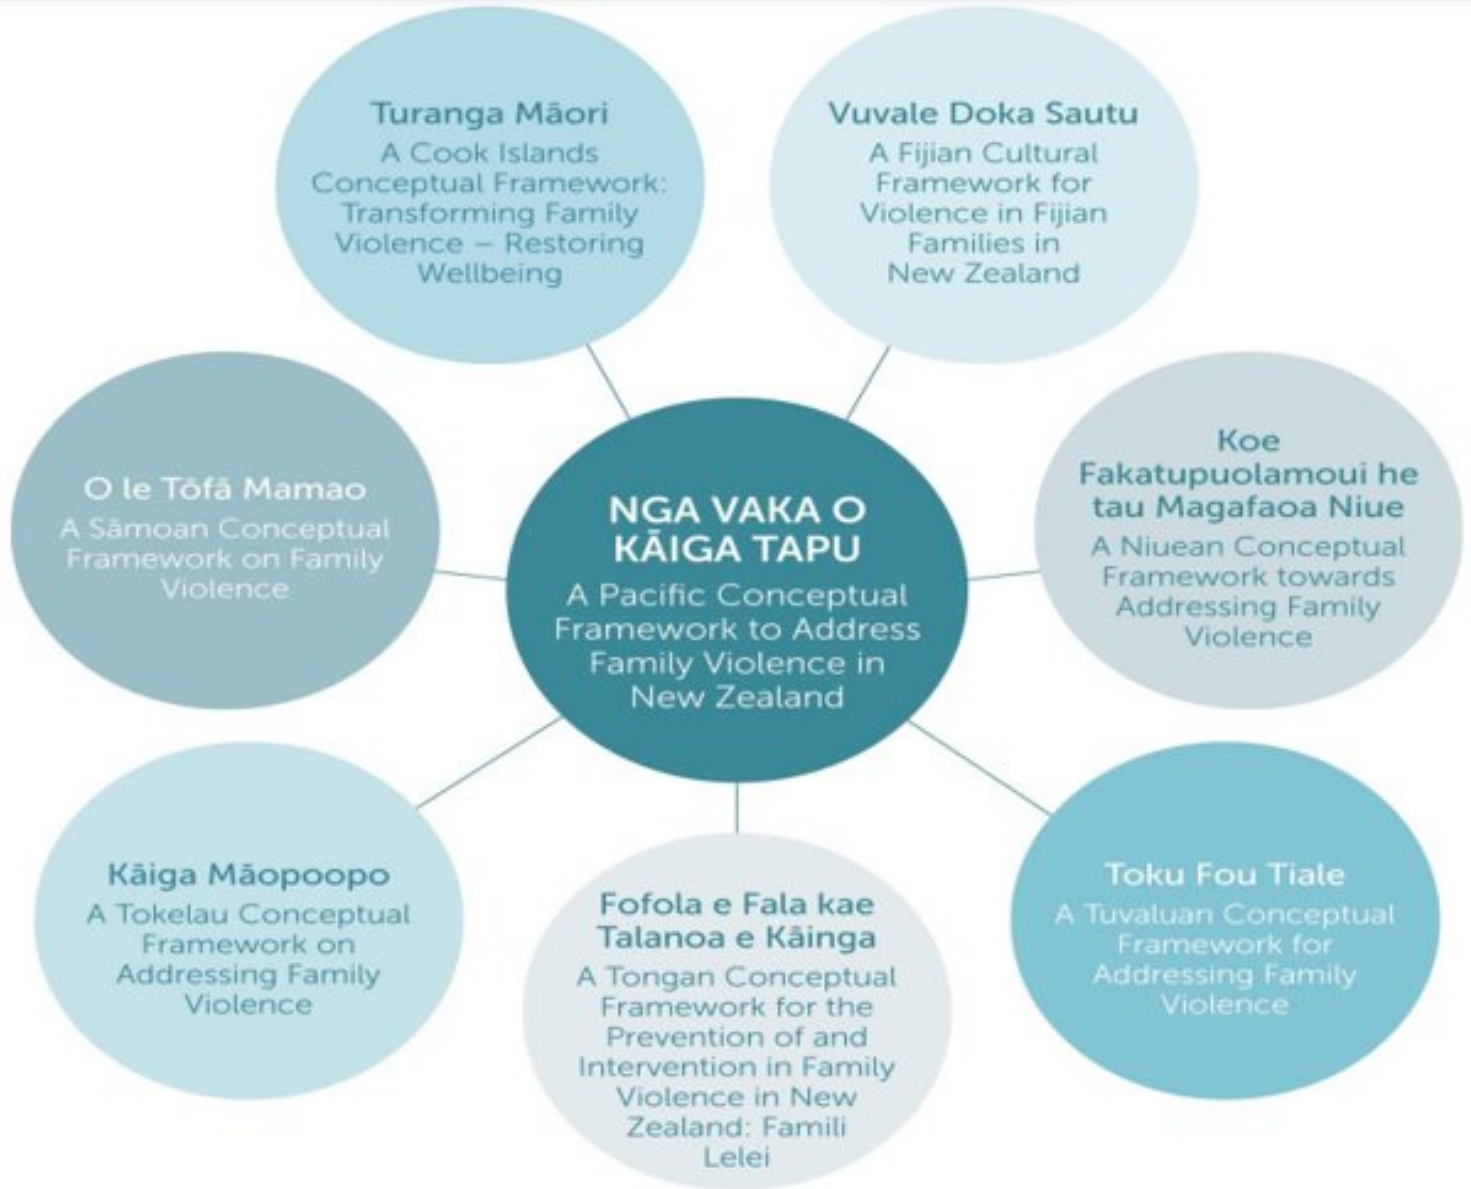 Turanga Māori
A Cook Islands
Conceptual Framework:
Transforming Family
Violence – Restoring
Wellbeing
Vuvale Doka Sautu
A Fijian Cultural
Framework for
Violence in Fijian
Families in
New Zealand
O le Tōfā Mamao
A Sāmoan Conceptual
Framework on Family
Violence
NGA VAKA O
KĀIGA TAPU
A Pacific Conceptual
Framework to Address
Family Violence in
New Zealand
Koe
Fakatupuolamoui he
tau Magafaoa Niue
A Niuean Conceptual
Framework towards
Addressing Family
Violence
Kāiga Māopoopo
A Tokelau Conceptual
Framework on
Addressing Family
Violence
Fofola e Fala kae
Talanoa e Kāinga
A Tongan Conceptual
Framework for the
Prevention of and
Intervention in Family
Violence in New
Zealand: Famili
Lelei
Toku Fou Tiale
A Tuvaluan Conceptual
Framework for
Addressing Family
Violence